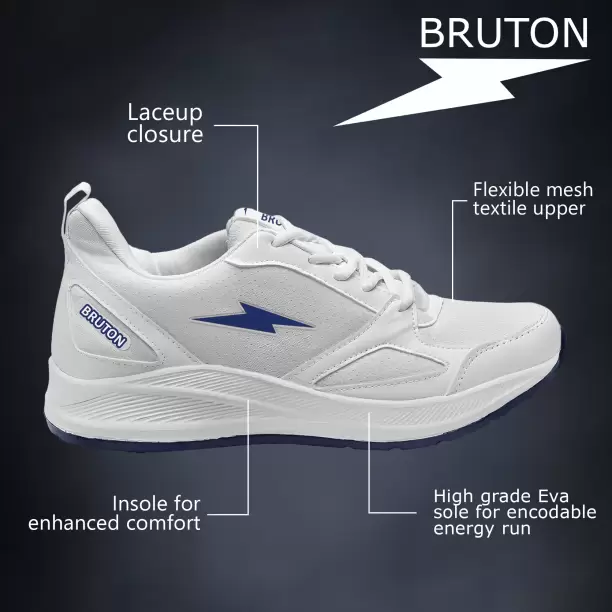 BRUTON
Laceup
closure
Flexible mesh
textile upper
BRU
BRUTON
Insole for
enhanced comfort
High grade Eva
sole for encodable
energy run